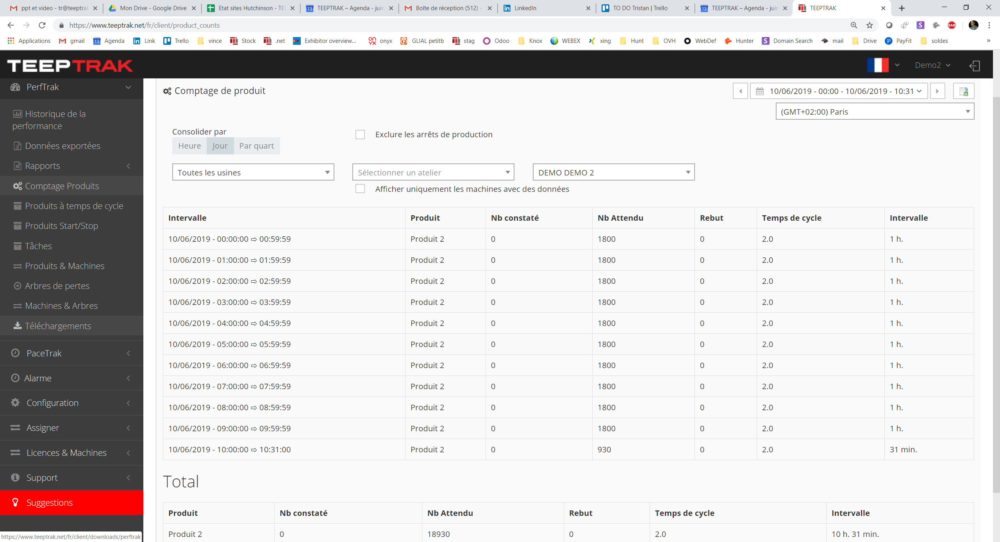 ppt et video - tr@teeptrak
Mon Drive - Google Drive
Etat sites Hutchinson - TEE
TEEPTRAK – Agenda - juin
Boîte de réception (512) -
LinkedIn
TO DO Tristan | Trello
TEEPTRAK – Agenda - juin
TEEPTRAK
https://www.teeptrak.net/fr/client/product_counts
Applications
gmail
Agenda
Link
Trello
vince
Stock
.net
Exhibitor overview...
onyx
GLIAL petitb
stag
Odoo
Knox
WEBEX
xing
Hunt
OVH
WebDef
Hunter
Domain Search
mail
Drive
PayFit
soldes
»
TEEPTRAK
Demo2
PerfTrak
Historique de la
performance
Données exportées
Rapports
Comptage Produits
Produits à temps de cycle
Produits Start/Stop
Tâches
Produits & Machines
Arbres de pertes
Machines & Arbres
Téléchargements
PaceTrak
Alarme
Configuration
Assigner
Licences & Machines
Support
Suggestions
https://www.teeptrak.net/fr/client/downloads/perftrak
Comptage de produit
10/06/2019 - 00:00 - 10/06/2019 - 10:31
(GMT+02:00) Paris
Consolider par
Heure Jour Par quart
Exclure les arrêts de production
Toutes les usines
Sélectionner un atelier
DEMO DEMO 2
Afficher uniquement les machines avec des données
Intervalle Produit Nb constaté Nb Attendu Rebut Temps de cycle Intervalle
10/06/2019 - 00:00:00 ⇨ 00:59:59 Produit 2 0 1800 0 2.0 1 h.
10/06/2019 - 01:00:00 ⇨ 01:59:59 Produit 2 0 1800 0 2.0 1 h.
10/06/2019 - 02:00:00 ⇨ 02:59:59 Produit 2 0 1800 0 2.0 1 h.
10/06/2019 - 03:00:00 ⇨ 03:59:59 Produit 2 0 1800 0 2.0 1 h.
10/06/2019 - 04:00:00 ⇨ 04:59:59 Produit 2 0 1800 0 2.0 1 h.
10/06/2019 - 05:00:00 ⇨ 05:59:59 Produit 2 0 1800 0 2.0 1 h.
10/06/2019 - 06:00:00 ⇨ 06:59:59 Produit 2 0 1800 0 2.0 1 h.
10/06/2019 - 07:00:00 ⇨ 07:59:59 Produit 2 0 1800 0 2.0 1 h.
10/06/2019 - 08:00:00 ⇨ 08:59:59 Produit 2 0 1800 0 2.0 1 h.
10/06/2019 - 09:00:00 ⇨ 09:59:59 Produit 2 0 1800 0 2.0 1 h.
10/06/2019 - 10:00:00 ⇨ 10:31:00 Produit 2 0 930 0 2.0 31 min.
Total
Produit Nb constaté Nb Attendu Rebut Temps de cycle Intervalle
Produit 2 0 18930 0 2.0 10 h. 31 min.